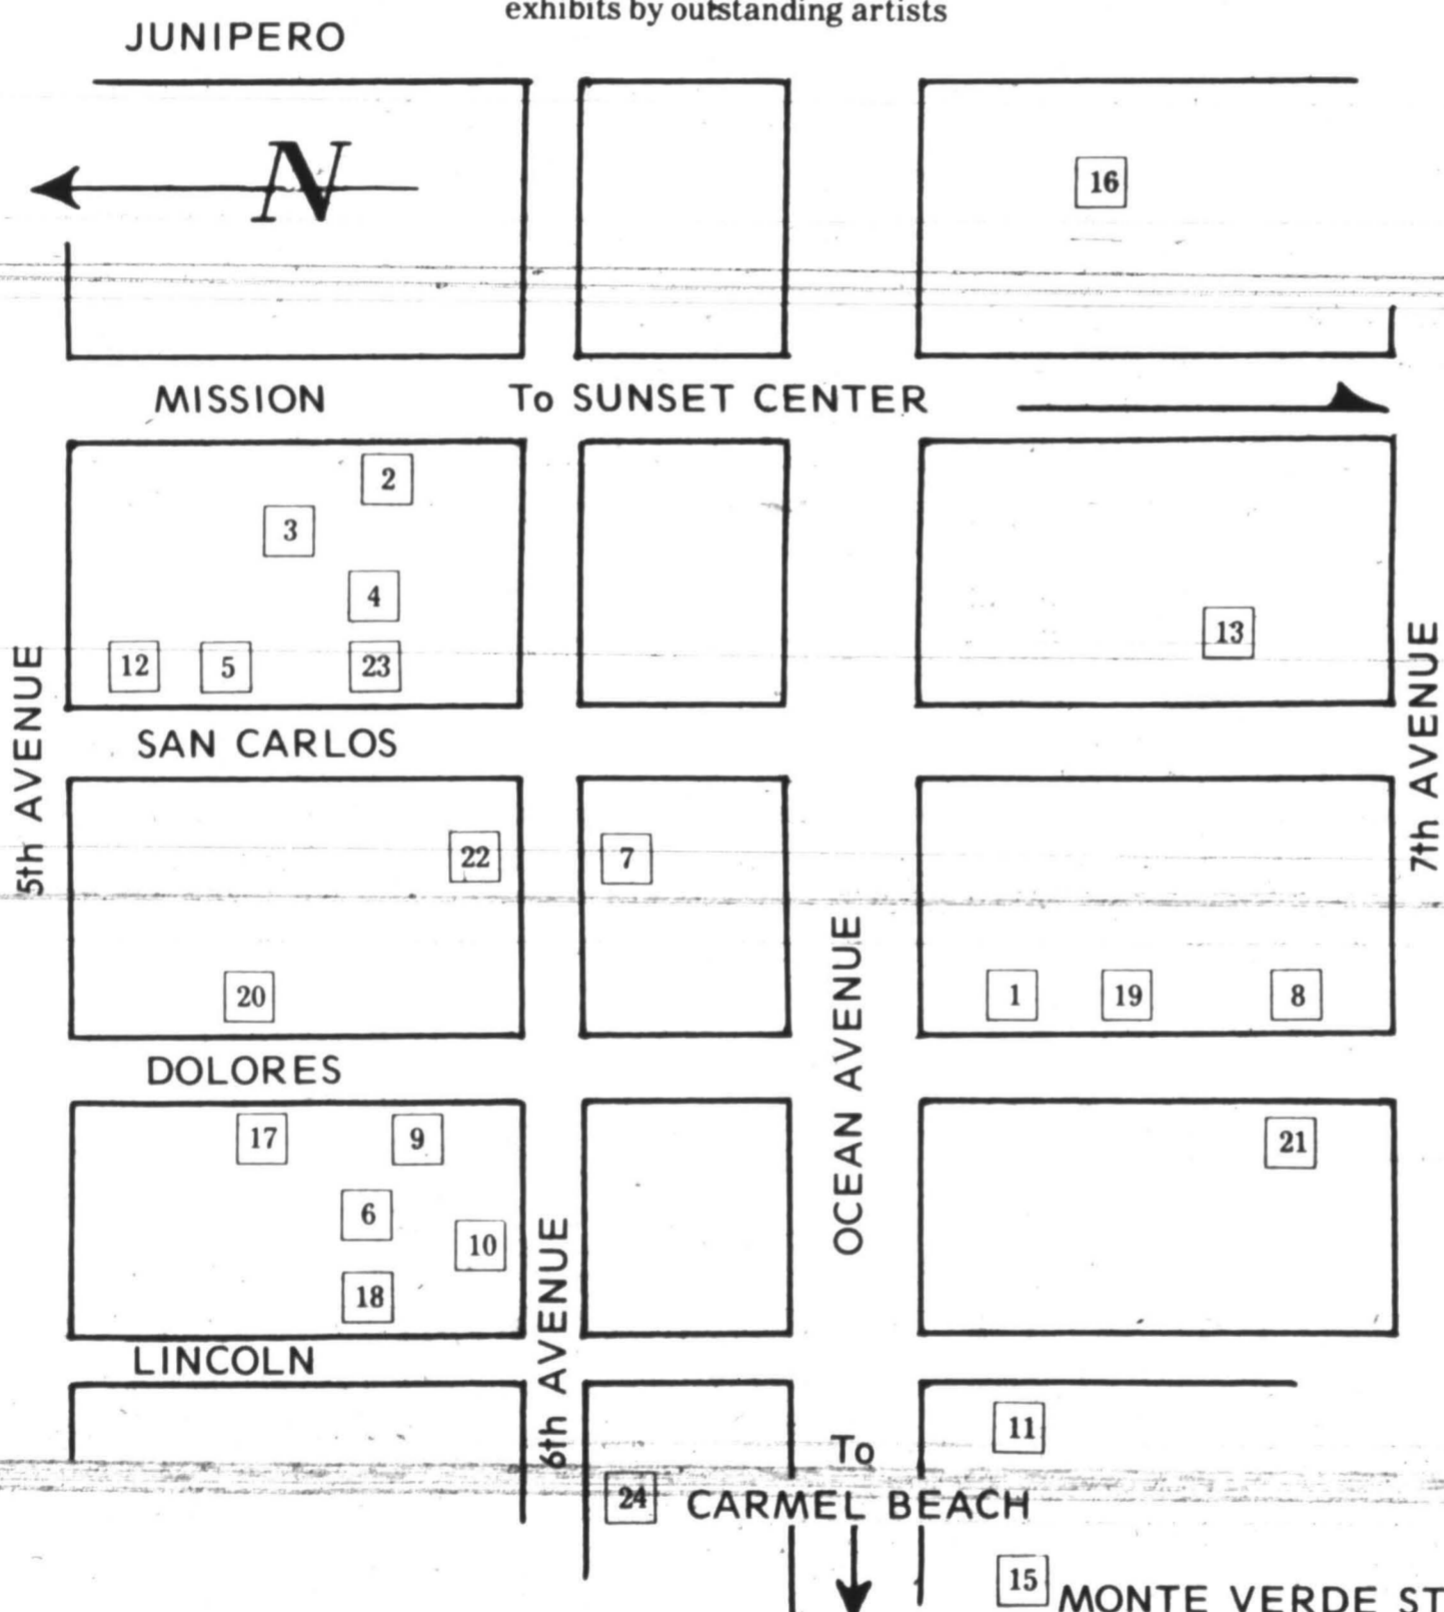 exhibits by outstanding artists
JUNIPERO
N
16
MISSION
To SUNSET CENTER
2
3
4
12
5
23
13
5th AVENUE
7th AVENUE
SAN CARLOS
22
7
20
1
19
8
OCEAN AVENUE
DOLORES
17
9
21
6
10
18
6th AVENUE
LINCOLN
11
To
24
CARMEL BEACH
15
MONTE VERDE ST